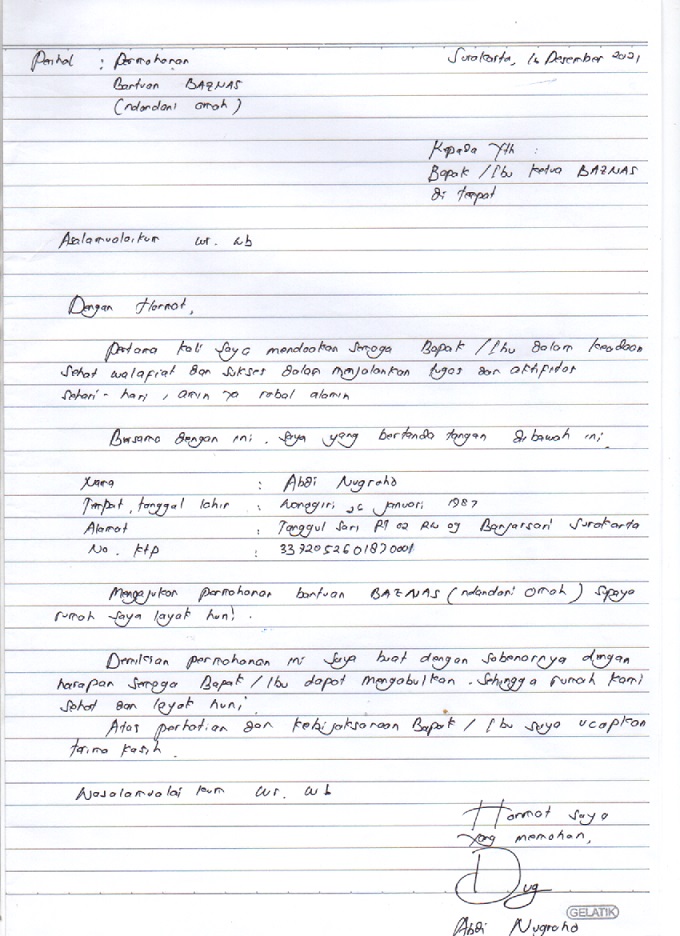 Perihal : Permohonan
Surakarta, 16 Desember 2021
Bantuan BAZNAS
(ndandani omah)
Kepada Yth :
Bapak / Ibu Ketua BAZNAS
di tempat
Asalamualaikum wr. wb
Dengan Hormat,
Pertama kali saya mendoakan semoga Bapak / Ibu dalam keadaan
sehat walafiat dan sukses dalam menjalankan tugas dan aktifitas
sehari-hari, amin ya robal alamin
Bersama dengan ini. saya yang bertanda tangan dibawah ini,
Nama : Abdi Nugroho
Tempat, tanggal lahir : Wonogiri, 26 Januari 1987
Alamat : Tanggul Sari RT 02 RW 09 Banjarsari Surakarta
No. Ktp : 3372052601870001
Mengajukan permohonan bantuan BAZNAS (ndandani omah) supaya
rumah saya layak huni.
Demikian permohonan ini saya buat dengan sebenarnya dengan
harapan semoga Bapak / Ibu dapat mengabulkan. Sehingga rumah kami
sehat dan layak huni.
Atas perhatian dan kebijaksanaan Bapak / Ibu saya ucapkan
terima kasih.
Wasalamualaikum wr. wb
Hormat saya
Yang memohon,
Abdi Nugroho
GELATIK